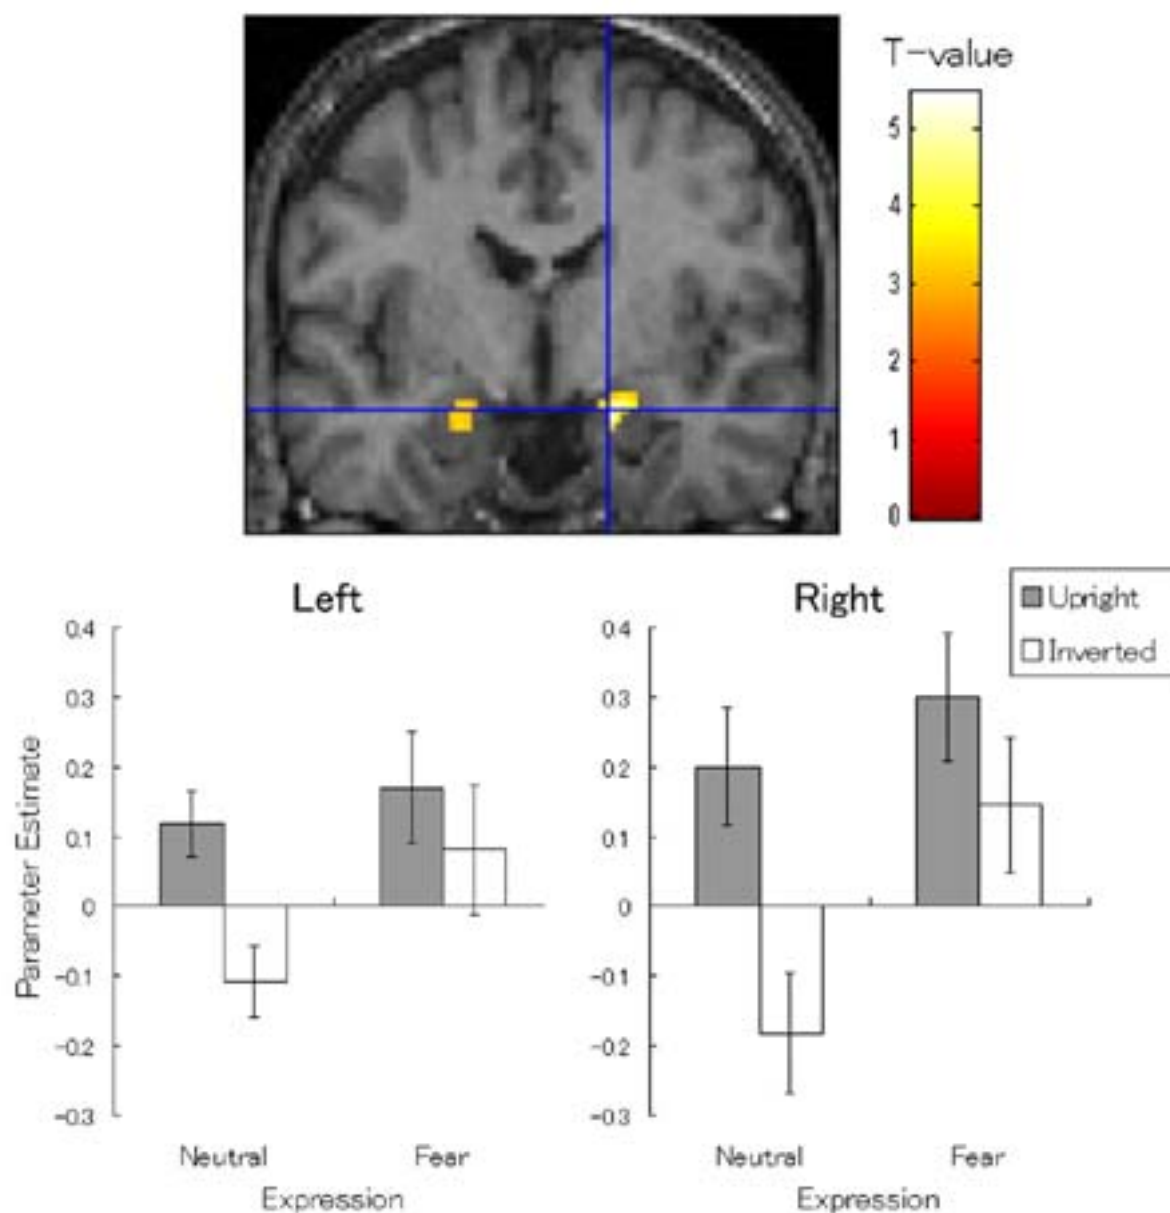 T-value
5
4
3
2
1
0
Left
Right
Upright
Inverted
Parameter Estimate
0.4
0.3
0.2
0.1
0
-0.1
-0.2
-0.3
0.4
0.3
0.2
0.1
0
-0.1
-0.2
-0.3
Neutral
Fear
Neutral
Fear
Expression
Expression